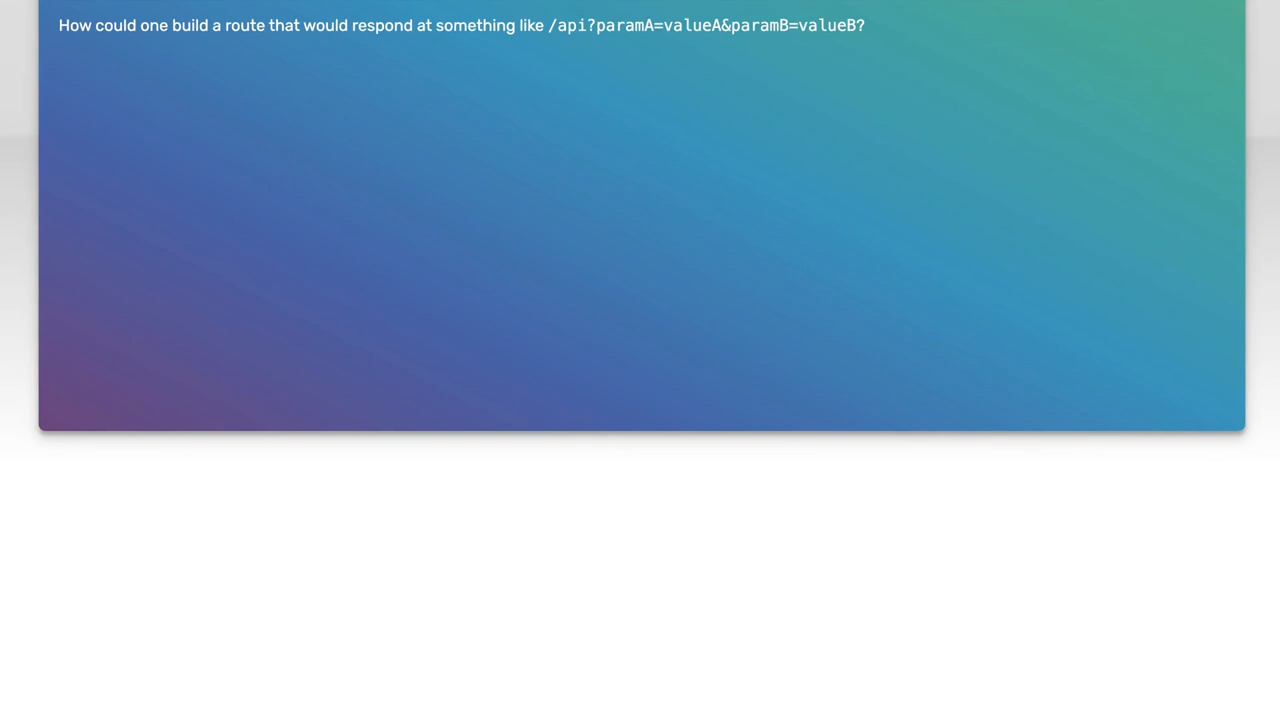 How could one build a route that would respond at something like /api?paramA=valueA&paramB=valueB?